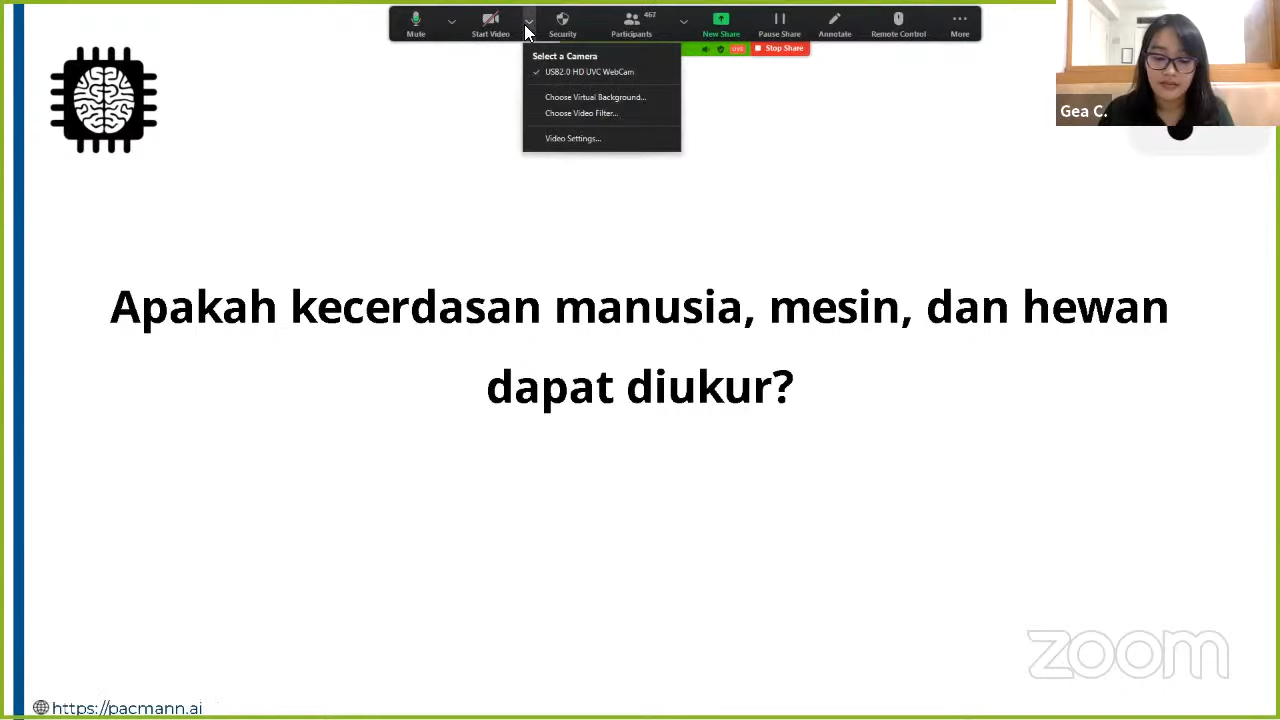 467
Mute
Start Video
Security
Participants
New Share
Pause Share
Annotate
Remote Control
More
LIVE
Stop Share
Select a Camera
USB2.0 HD UVC WebCam
Choose Virtual Background...
Choose Video Filter...
Video Settings...
Gea C.
Apakah kecerdasan manusia, mesin, dan hewan
dapat diukur?
zoom
https://pacmann.ai